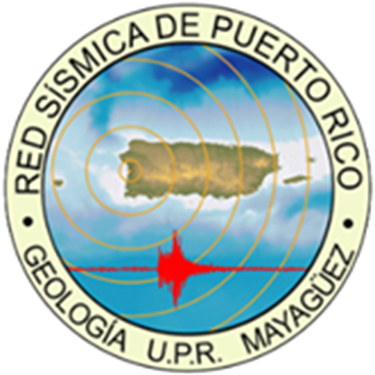 RED SÍSMICA DE PUERTO RICO
GEOLOGÍA U.P.R. MAYAGÜEZ